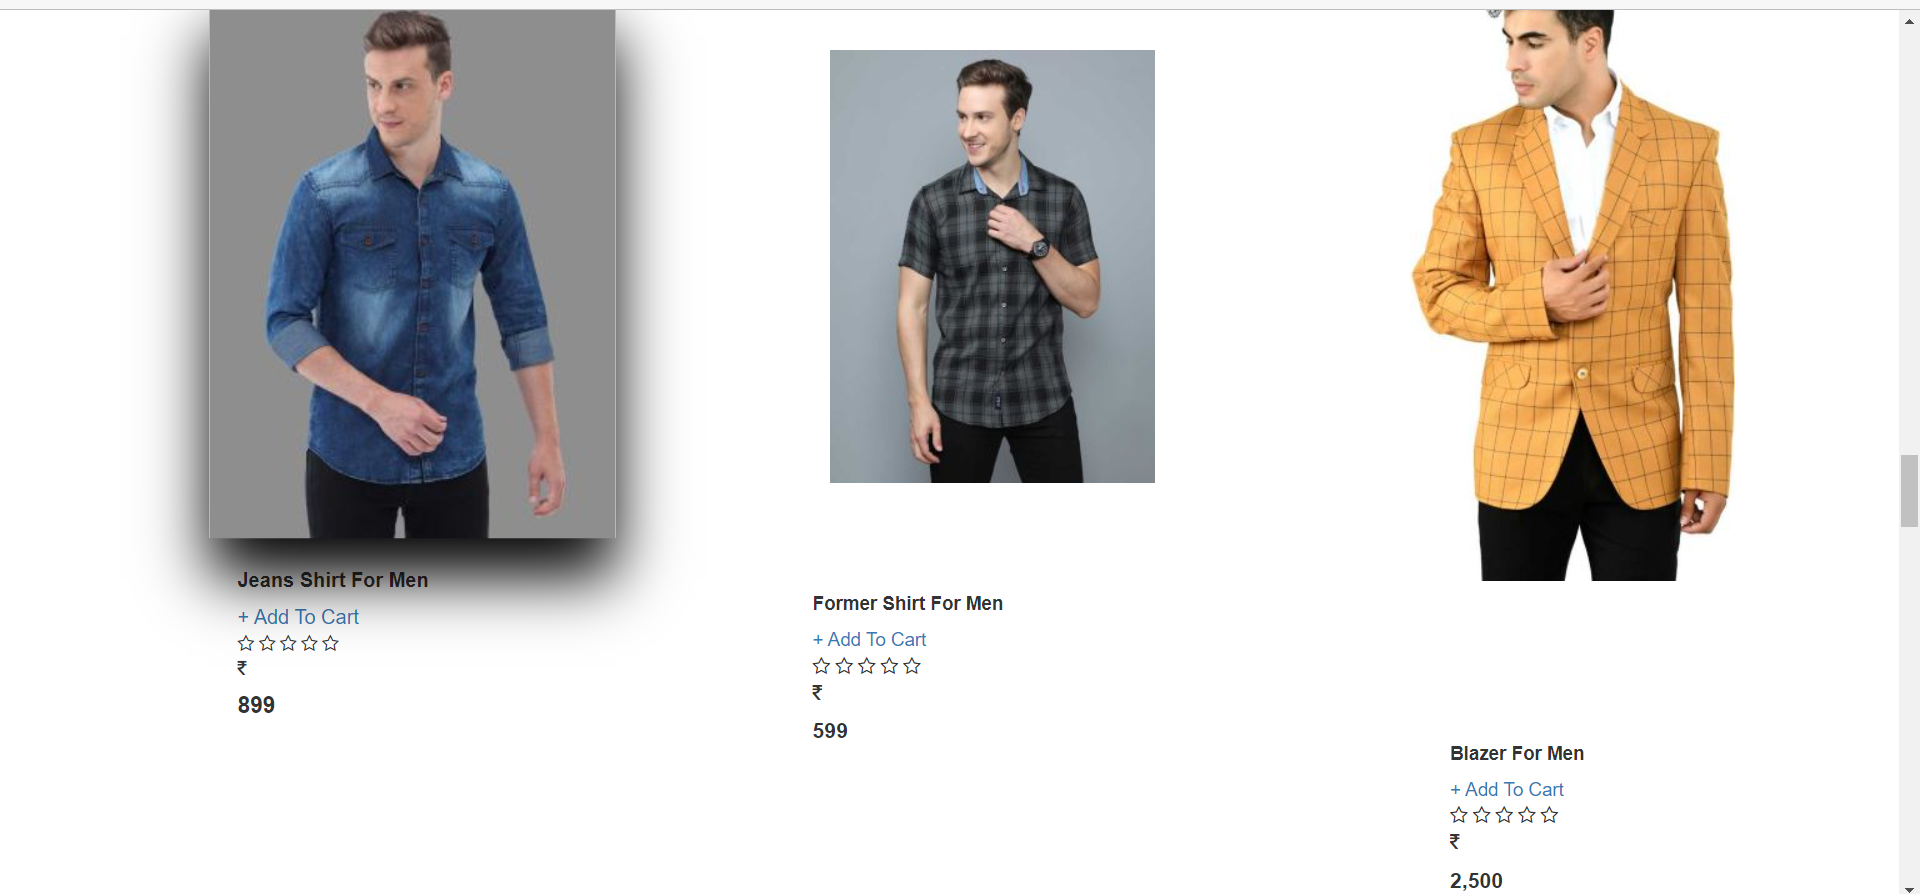 Jeans Shirt For Men
+ Add To Cart
₹
899
Former Shirt For Men
+ Add To Cart
₹
599
Blazer For Men
+ Add To Cart
₹
2,500